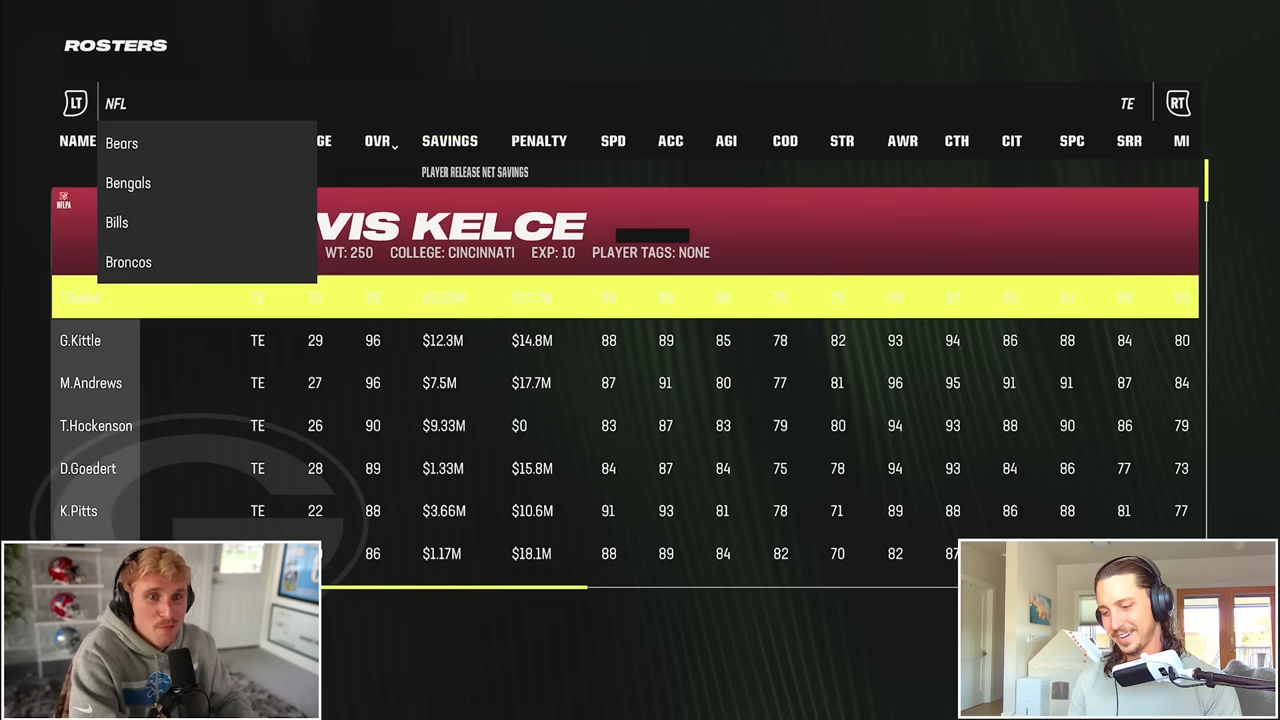 ROSTERS
LT NFL TE RT
NAME GE OVR SAVINGS PENALTY SPD ACC AGI COD STR AWR CTH CIT SPC SRR MI
Bears
PLAYER RELEASE NET SAVINGS
Bengals
NFLPA
Bills
VIS KELCE
WT: 250 COLLEGE: CINCINNATI EXP: 10 PLAYER TAGS: NONE
Broncos
G.Kittle TE 29 96 $12.3M $14.8M 88 89 85 78 82 93 94 86 88 84 80
M.Andrews TE 27 96 $7.5M $17.7M 87 91 80 77 81 96 95 91 91 87 84
T.Hockenson TE 26 90 $9.33M $0 83 87 83 79 80 94 93 88 90 86 79
D.Goedert TE 28 89 $1.33M $15.8M 84 87 84 75 78 94 93 84 86 77 73
K.Pitts TE 22 88 $3.66M $10.6M 91 93 81 78 71 89 88 86 88 81 77
86 $1.17M $18.1M 88 89 84 82 70 82 87